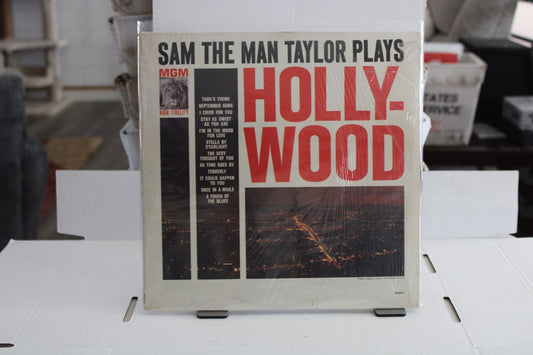 SAM THE MAN TAYLOR PLAYS
MGM
HIGH FIDELITY
HOLLY-
WOOD
TARA'S THEME
SEPTEMBER SONG
I CRIED FOR YOU
STAY AS SWEET
AS YOU ARE
I'M IN THE MOOD
FOR LOVE
STELLA BY
STARLIGHT
THE VERY
THOUGHT OF YOU
AS TIME GOES BY
TENDERLY
IT COULD HAPPEN
TO YOU
ONCE IN A WHILE
A TOUCH OF
THE BLUES
ATES
SERVICE